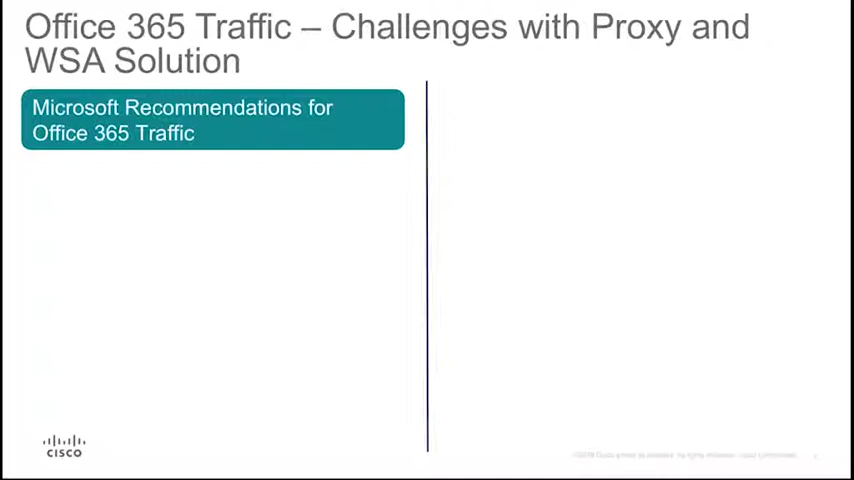 Office 365 Traffic – Challenges with Proxy and
WSA Solution
Microsoft Recommendations for
Office 365 Traffic
CISCO